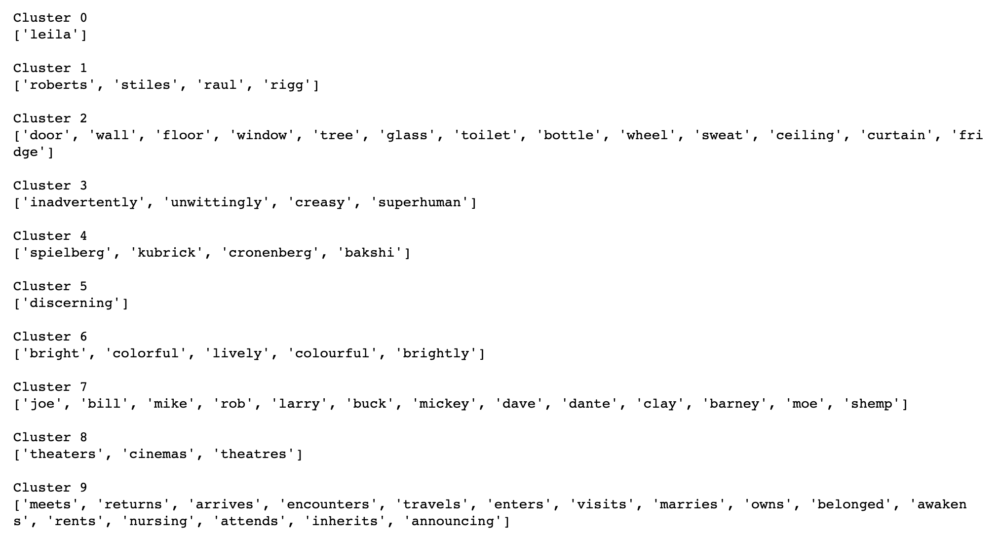 Cluster 0
['leila']
Cluster 1
['roberts', 'stiles', 'raul', 'rigg']
Cluster 2
['door', 'wall', 'floor', 'window', 'tree', 'glass', 'toilet', 'bottle', 'wheel', 'sweat', 'ceiling', 'curtain', 'fri
dge']
Cluster 3
['inadvertently', 'unwittingly', 'creasy', 'superhuman']
Cluster 4
['spielberg', 'kubrick', 'cronenberg', 'bakshi']
Cluster 5
['discerning']
Cluster 6
['bright', 'colorful', 'lively', 'colourful', 'brightly']
Cluster 7
['joe', 'bill', 'mike', 'rob', 'larry', 'buck', 'mickey', 'dave', 'dante', 'clay', 'barney', 'moe', 'shemp']
Cluster 8
['theaters', 'cinemas', 'theatres']
Cluster 9
['meets', 'returns', 'arrives', 'encounters', 'travels', 'enters', 'visits', 'marries', 'owns', 'belonged', 'awaken
s', 'rents', 'nursing', 'attends', 'inherits', 'announcing']